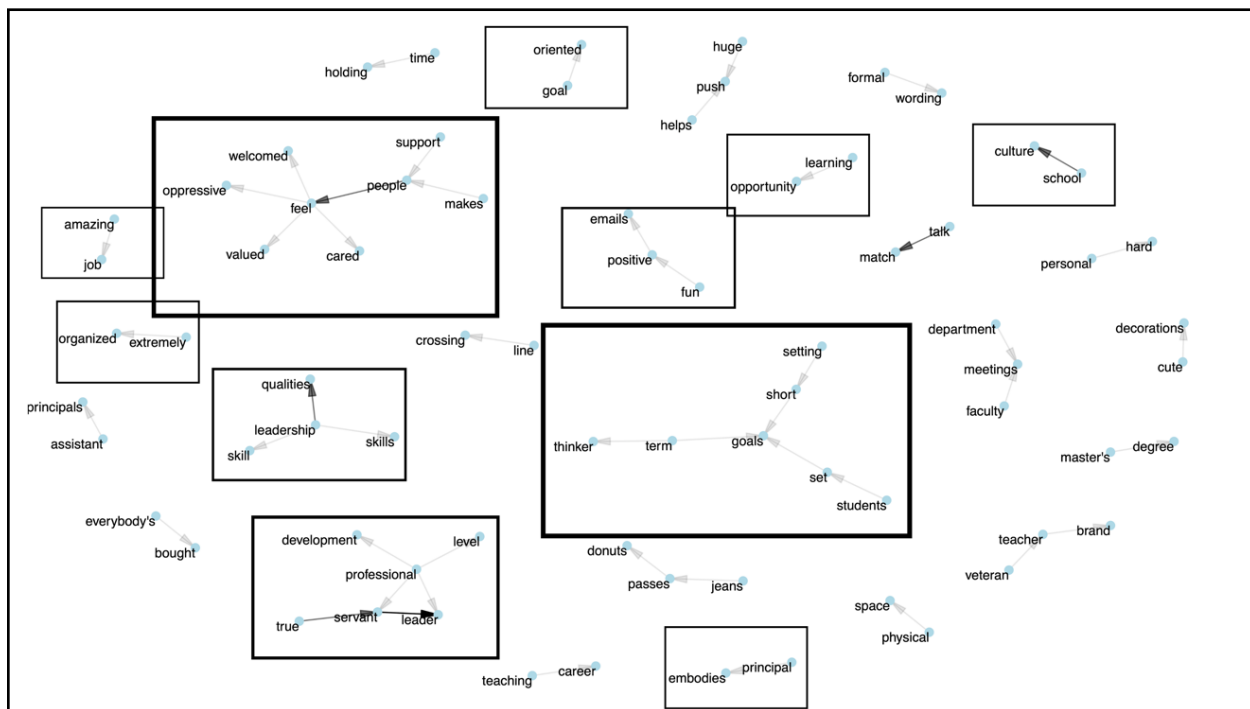 oriented
goal
time
holding
huge
push
helps
formal
wording
support
welcomed
people
oppressive
feel
makes
valued
cared
learning
opportunity
culture
school
amazing
job
emails
positive
fun
talk
match
hard
personal
organized
extremely
crossing
line
setting
short
thinker
term
goals
set
students
department
meetings
faculty
decorations
cute
qualities
leadership
skill
skills
principals
assistant
master's
degree
everybody's
bought
development
level
professional
true
servant
leader
donuts
passes
jeans
teacher
brand
veteran
space
physical
teaching
career
embodies
principal